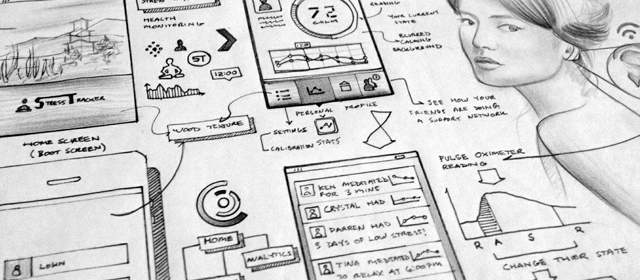 HEALTH
MONITORING
ST
12:00
STRESS TRACKER
HOME SCREEN
(BOOT SCREEN)
WOOD TEXTURE
LOGIN
72
CALM
READING
YOUR CURRENT
STATE
BLURRED
CALMING
BACKGROUND
PERSONAL PROFILE
SETTINGS
CALIBRATION
STATS
SEE HOW YOUR
FRIENDS ARE DOING
A SUPPORT NETWORK
HOME
ANALYTICS
KEN MEDITATED
FOR 3 MINS
CRYSTAL HAD
DARREN HAD
3 DAYS OF LOW STRESS!
TINA MEDITATED
TO RELAX AT 6:00PM
PULSE OXIMETER
READING
R A S R
CHANGE THEIR STATE